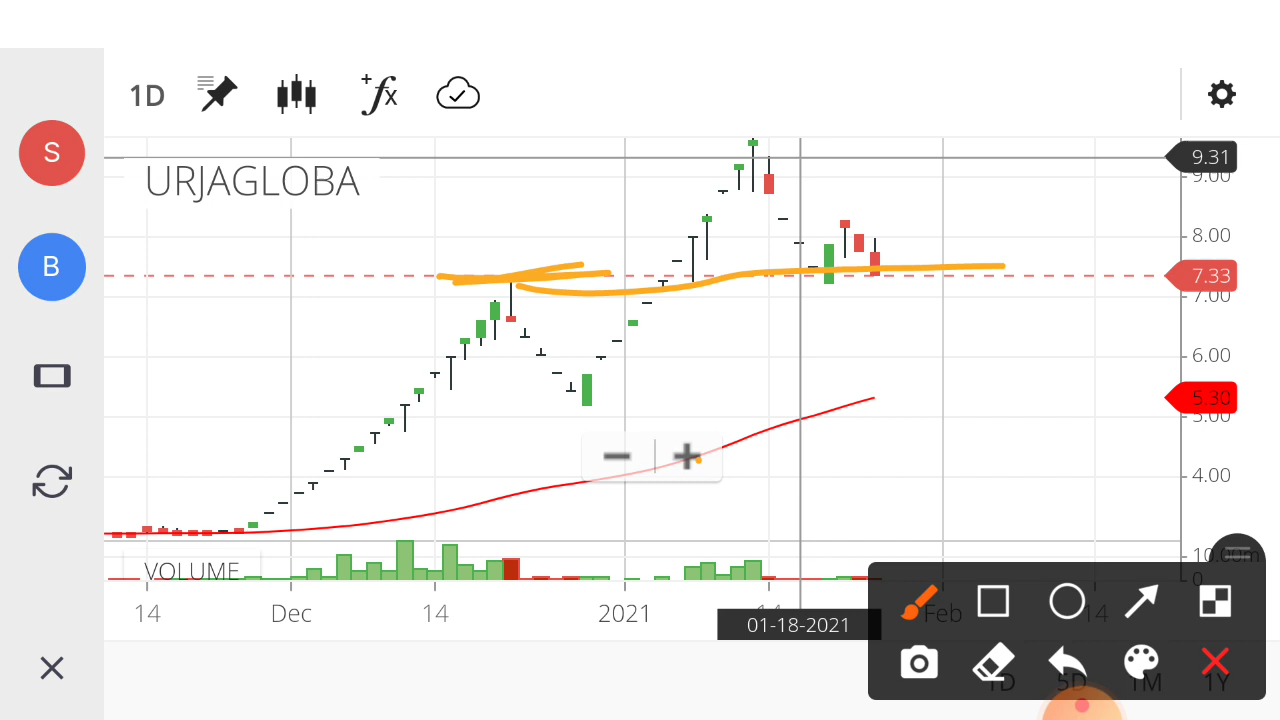 1D
S
9.31
9.00
URJAGLOBA
8.00
B
7.33
7.00
6.00
5.30
5.00
4.00
10.00m
VOLUME
0
14 Dec 14 2021 14 Feb 14
01-18-2021
1D 5D 1M 1Y